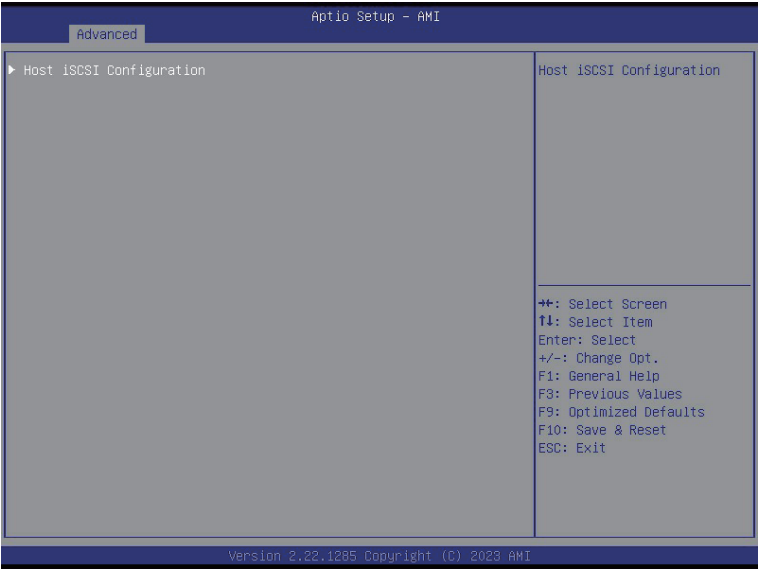 Aptio Setup – AMI
Advanced
▶ Host iSCSI Configuration
Host iSCSI Configuration
→←: Select Screen
↑↓: Select Item
Enter: Select
+/-: Change Opt.
F1: General Help
F3: Previous Values
F9: Optimized Defaults
F10: Save & Reset
ESC: Exit
Version 2.22.1285 Copyright (C) 2023 AMI